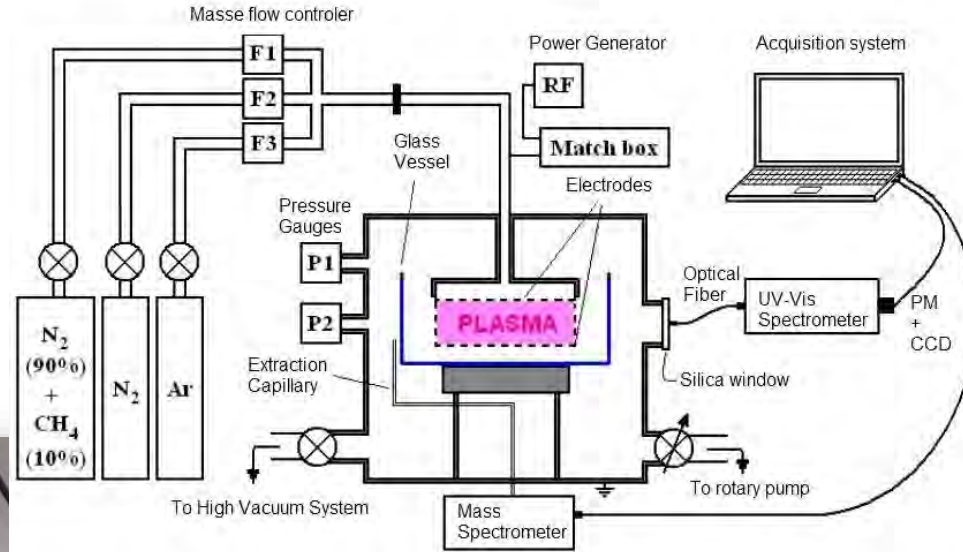 Masse flow controler
F1
F2
F3
Power Generator
RF
Match box
Acquisition system
Glass
Vessel
Electrodes
Pressure
Gauges
P1
P2
PLASMA
Optical
Fiber
UV-Vis
Spectrometer
PM
+
CCD
Silica window
Extraction
Capillary
N2
(90%)
+
CH4
(10%)
N2
Ar
To High Vacuum System
Mass
Spectrometer
To rotary pump